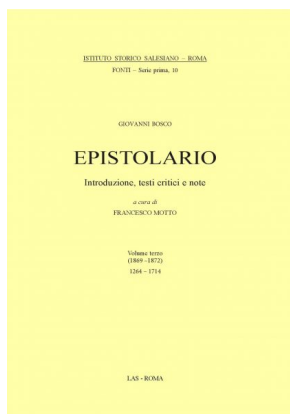 ISTITUTO STORICO SALESIANO – ROMA
FONTI – Serie prima, 10
GIOVANNI BOSCO
EPISTOLARIO
Introduzione, testi critici e note
a cura di
FRANCESCO MOTTO
Volume terzo
(1869 -1872)
1264 - 1714
LAS - ROMA